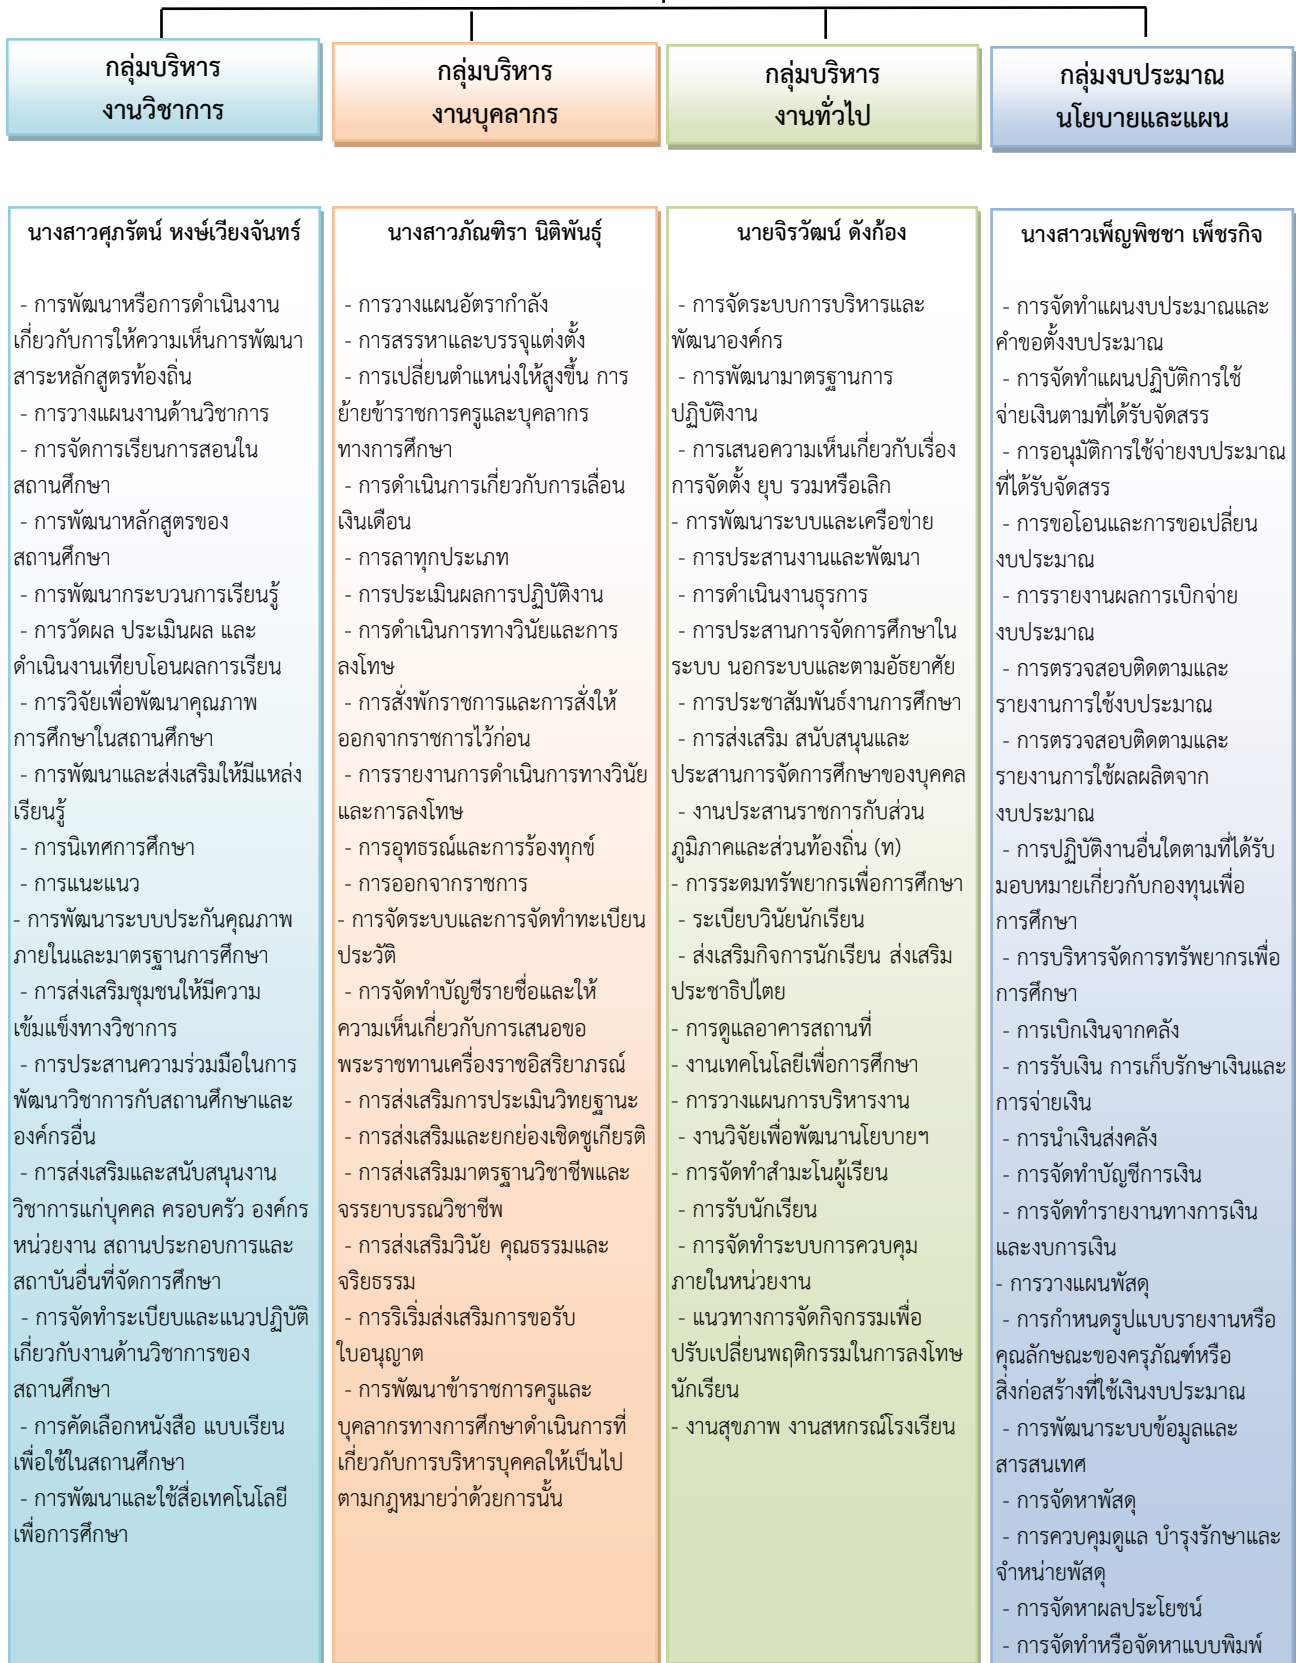 กลุ่มบริหาร
งานวิชาการ
กลุ่มบริหาร
งานบุคลากร
กลุ่มบริหาร
งานทั่วไป
กลุ่มงบประมาณ
นโยบายและแผน
นางสาวศุภรัตน์ หงษ์เวียงจันทร์
- การพัฒนาหรือการดำเนินงาน
เกี่ยวกับการให้ความเห็นการพัฒนา
สาระหลักสูตรท้องถิ่น
- การวางแผนงานด้านวิชาการ
- การจัดการเรียนการสอนใน
สถานศึกษา
- การพัฒนาหลักสูตรของ
สถานศึกษา
- การพัฒนากระบวนการเรียนรู้
- การวัดผล ประเมินผล และ
ดำเนินงานเทียบโอนผลการเรียน
- การวิจัยเพื่อพัฒนาคุณภาพ
การศึกษาในสถานศึกษา
- การพัฒนาและส่งเสริมให้มีแหล่ง
เรียนรู้
- การนิเทศการศึกษา
- การแนะแนว
- การพัฒนาระบบประกันคุณภาพ
ภายในและมาตรฐานการศึกษา
- การส่งเสริมชุมชนให้มีความ
เข้มแข็งทางวิชาการ
- การประสานความร่วมมือในการ
พัฒนาวิชาการกับสถานศึกษาและ
องค์กรอื่น
- การส่งเสริมและสนับสนุนงาน
วิชาการแก่บุคคล ครอบครัว องค์กร
หน่วยงาน สถานประกอบการและ
สถาบันอื่นที่จัดการศึกษา
- การจัดทำระเบียบและแนวปฏิบัติ
เกี่ยวกับงานด้านวิชาการของ
สถานศึกษา
- การคัดเลือกหนังสือ แบบเรียน
เพื่อใช้ในสถานศึกษา
- การพัฒนาและใช้สื่อเทคโนโลยี
เพื่อการศึกษา
นางสาวภัณฑิรา นิติพันธุ์
- การวางแผนอัตรากำลัง
- การสรรหาและบรรจุแต่งตั้ง
- การเปลี่ยนตำแหน่งให้สูงขึ้น การ
ย้ายข้าราชการครูและบุคลากร
ทางการศึกษา
- การดำเนินการเกี่ยวกับการเลื่อน
เงินเดือน
- การลาทุกประเภท
- การประเมินผลการปฏิบัติงาน
- การดำเนินการทางวินัยและการ
ลงโทษ
- การสั่งพักราชการและการสั่งให้
ออกจากราชการไว้ก่อน
- การรายงานการดำเนินการทางวินัย
และการลงโทษ
- การอุทธรณ์และการร้องทุกข์
- การออกจากราชการ
- การจัดระบบและการจัดทำทะเบียน
ประวัติ
- การจัดทำบัญชีรายชื่อและให้
ความเห็นเกี่ยวกับการเสนอขอ
พระราชทานเครื่องราชอิสริยาภรณ์
- การส่งเสริมการประเมินวิทยฐานะ
- การส่งเสริมและยกย่องเชิดชูเกียรติ
- การส่งเสริมมาตรฐานวิชาชีพและ
จรรยาบรรณวิชาชีพ
- การส่งเสริมวินัย คุณธรรมและ
จริยธรรม
- การริเริ่มส่งเสริมการขอรับ
ใบอนุญาต
- การพัฒนาข้าราชการครูและ
บุคลากรทางการศึกษาดำเนินการที่
เกี่ยวกับการบริหารบุคคลให้เป็นไป
ตามกฎหมายว่าด้วยการนั้น
นายจิรวัฒน์ ดังก้อง
- การจัดระบบการบริหารและ
พัฒนาองค์กร
- การพัฒนามาตรฐานการ
ปฏิบัติงาน
- การเสนอความเห็นเกี่ยวกับเรื่อง
การจัดตั้ง ยุบ รวมหรือเลิก
- การพัฒนาระบบและเครือข่าย
- การประสานงานและพัฒนา
- การดำเนินงานธุรการ
- การประสานการจัดการศึกษาใน
ระบบ นอกระบบและตามอัธยาศัย
- การประชาสัมพันธ์งานการศึกษา
- การส่งเสริม สนับสนุนและ
ประสานการจัดการศึกษาของบุคคล
- งานประสานราชการกับส่วน
ภูมิภาคและส่วนท้องถิ่น (ท)
- การระดมทรัพยากรเพื่อการศึกษา
- ระเบียบวินัยนักเรียน
- ส่งเสริมกิจการนักเรียน ส่งเสริม
ประชาธิปไตย
- การดูแลอาคารสถานที่
- งานเทคโนโลยีเพื่อการศึกษา
- การวางแผนการบริหารงาน
- งานวิจัยเพื่อพัฒนานโยบายฯ
- การจัดทำสำมะโนผู้เรียน
- การรับนักเรียน
- การจัดทำระบบการควบคุม
ภายในหน่วยงาน
- แนวทางการจัดกิจกรรมเพื่อ
ปรับเปลี่ยนพฤติกรรมในการลงโทษ
นักเรียน
- งานสุขภาพ งานสหกรณ์โรงเรียน
นางสาวเพ็ญพิชชา เพ็ชรกิจ
- การจัดทำแผนงบประมาณและ
คำขอตั้งงบประมาณ
- การจัดทำแผนปฏิบัติการใช้
จ่ายเงินตามที่ได้รับจัดสรร
- การอนุมัติการใช้จ่ายงบประมาณ
ที่ได้รับจัดสรร
- การขอโอนและการขอเปลี่ยน
งบประมาณ
- การรายงานผลการเบิกจ่าย
งบประมาณ
- การตรวจสอบติดตามและ
รายงานการใช้งบประมาณ
- การตรวจสอบติดตามและ
รายงานการใช้ผลผลิตจาก
งบประมาณ
- การปฏิบัติงานอื่นใดตามที่ได้รับ
มอบหมายเกี่ยวกับกองทุนเพื่อ
การศึกษา
- การบริหารจัดการทรัพยากรเพื่อ
การศึกษา
- การเบิกเงินจากคลัง
- การรับเงิน การเก็บรักษาเงินและ
การจ่ายเงิน
- การนำเงินส่งคลัง
- การจัดทำบัญชีการเงิน
- การจัดทำรายงานทางการเงิน
และงบการเงิน
- การวางแผนพัสดุ
- การกำหนดรูปแบบรายงานหรือ
คุณลักษณะของครุภัณฑ์หรือ
สิ่งก่อสร้างที่ใช้เงินงบประมาณ
- การพัฒนาระบบข้อมูลและ
สารสนเทศ
- การจัดหาพัสดุ
- การควบคุมดูแล บำรุงรักษาและ
จำหน่ายพัสดุ
- การจัดหาผลประโยชน์
- การจัดทำหรือจัดหาแบบพิมพ์